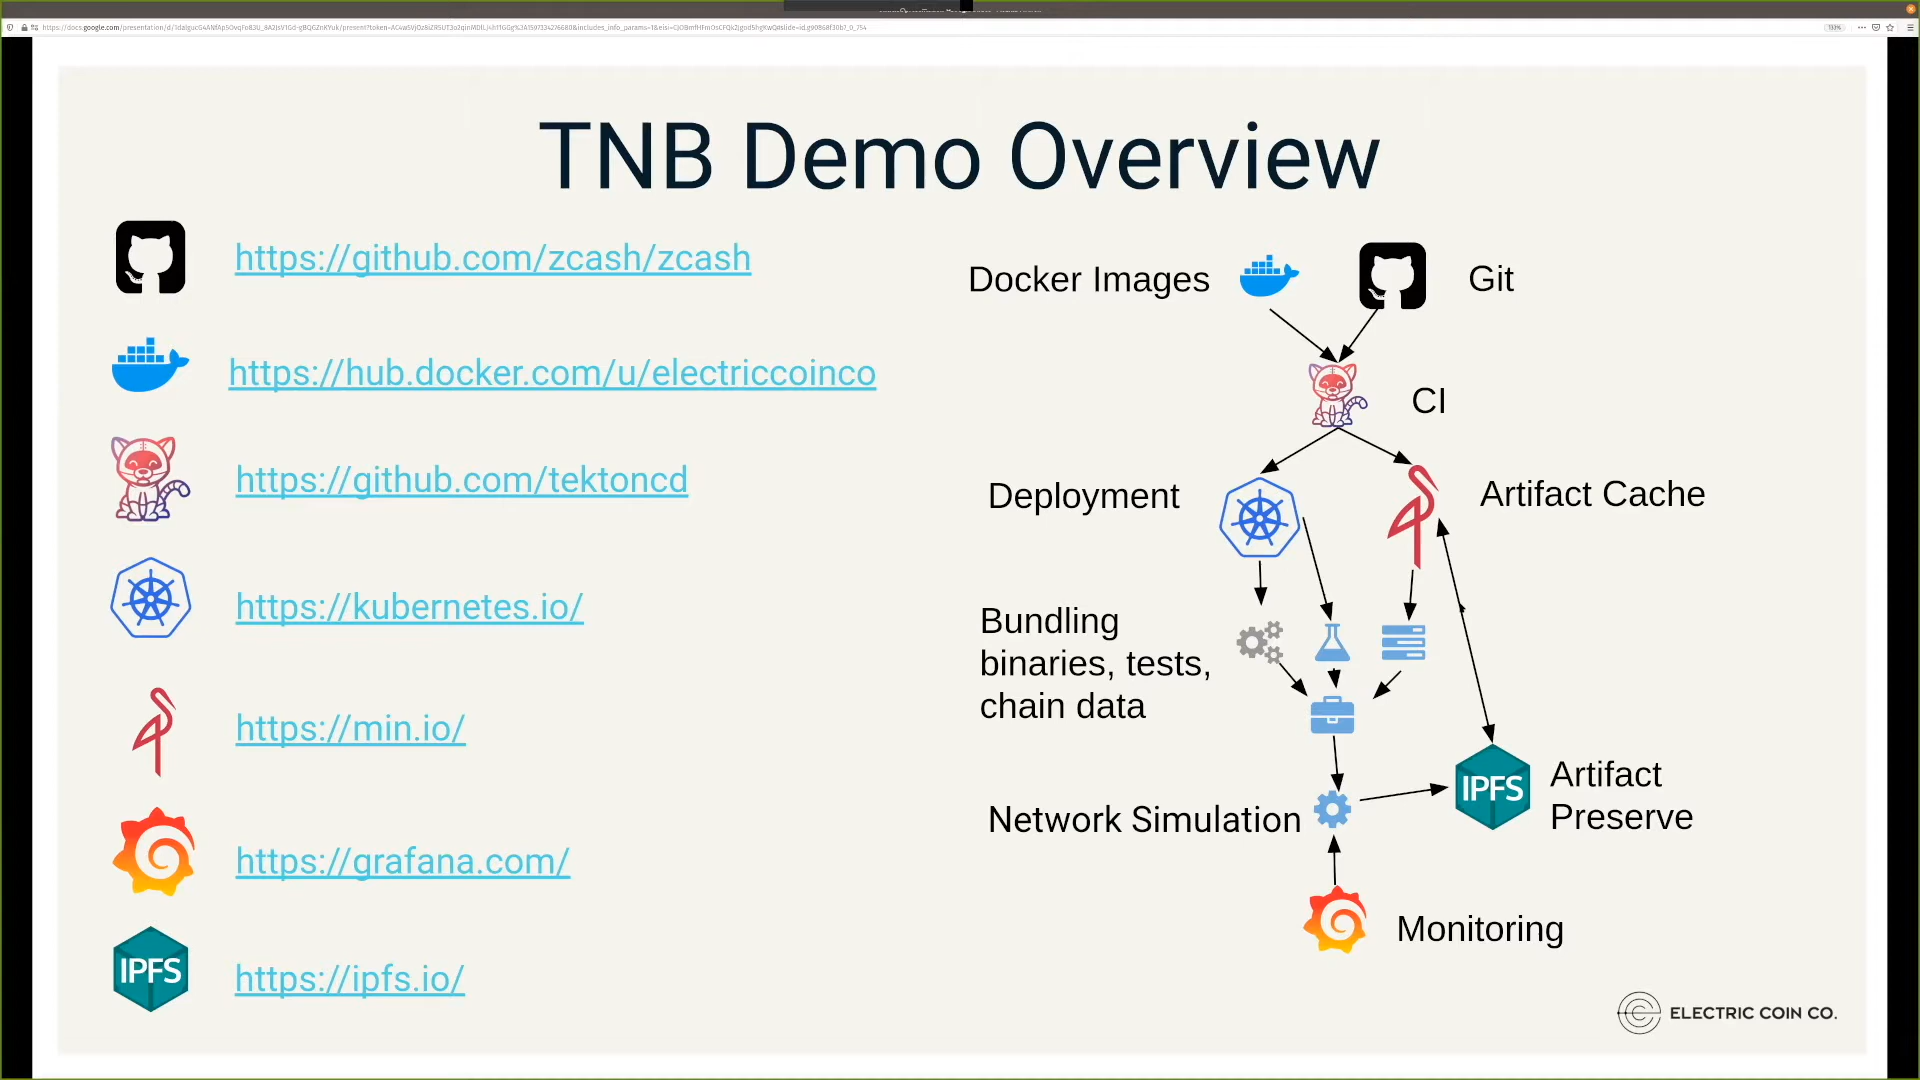 TNB Demo Overview
https://github.com/zcash/zcash
https://hub.docker.com/u/electriccoinco
https://github.com/tektoncd
https://kubernetes.io/
https://min.io/
https://grafana.com/
IPFS
https://ipfs.io/
Docker Images
Git
CI
Deployment
Artifact Cache
Bundling
binaries, tests,
chain data
Network Simulation
IPFS
Artifact
Preserve
Monitoring
ELECTRIC COIN CO.